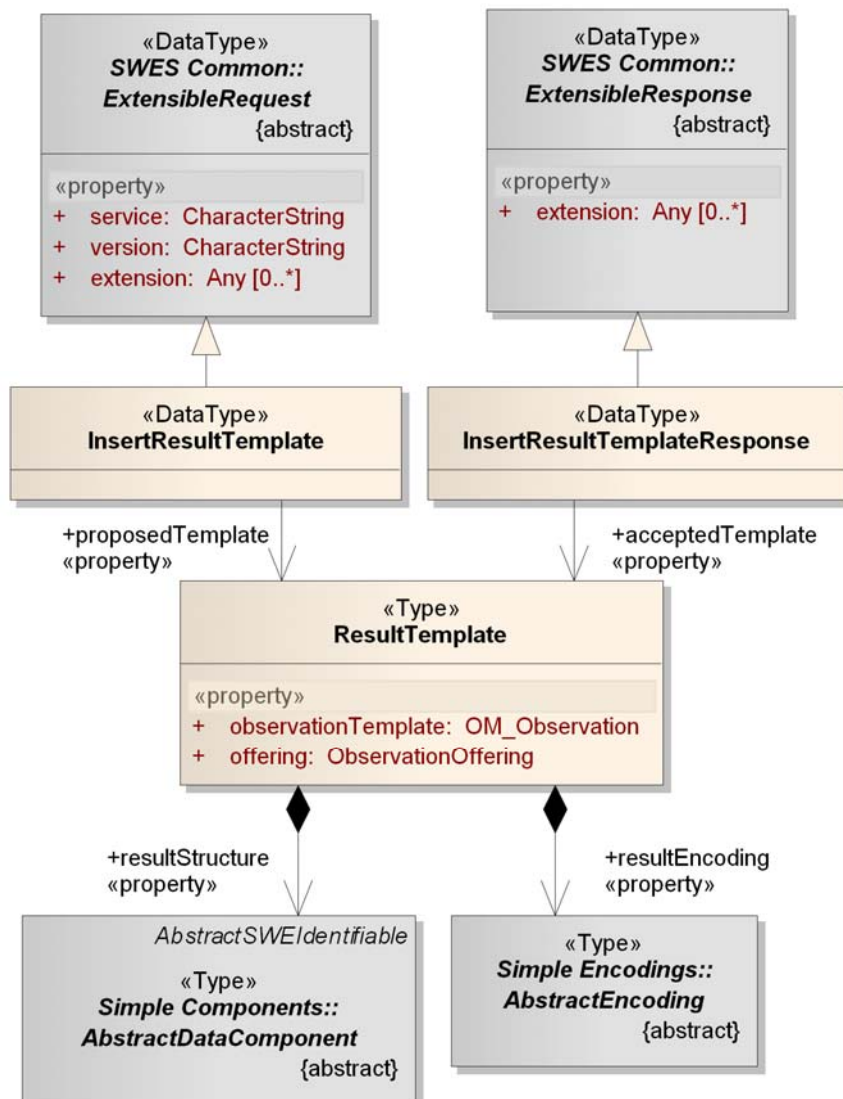 «DataType»
SWES Common::
ExtensibleRequest
{abstract}
«property»
+ service: CharacterString
+ version: CharacterString
+ extension: Any [0..*]
«DataType»
SWES Common::
ExtensibleResponse
{abstract}
«property»
+ extension: Any [0..*]
«DataType»
InsertResultTemplate
«DataType»
InsertResultTemplateResponse
+proposedTemplate
«property»
+acceptedTemplate
«property»
«Type»
ResultTemplate
«property»
+ observationTemplate: OM_Observation
+ offering: ObservationOffering
+resultStructure
«property»
+resultEncoding
«property»
AbstractSWEIdentifiable
«Type»
Simple Components::
AbstractDataComponent
{abstract}
«Type»
Simple Encodings::
AbstractEncoding
{abstract}